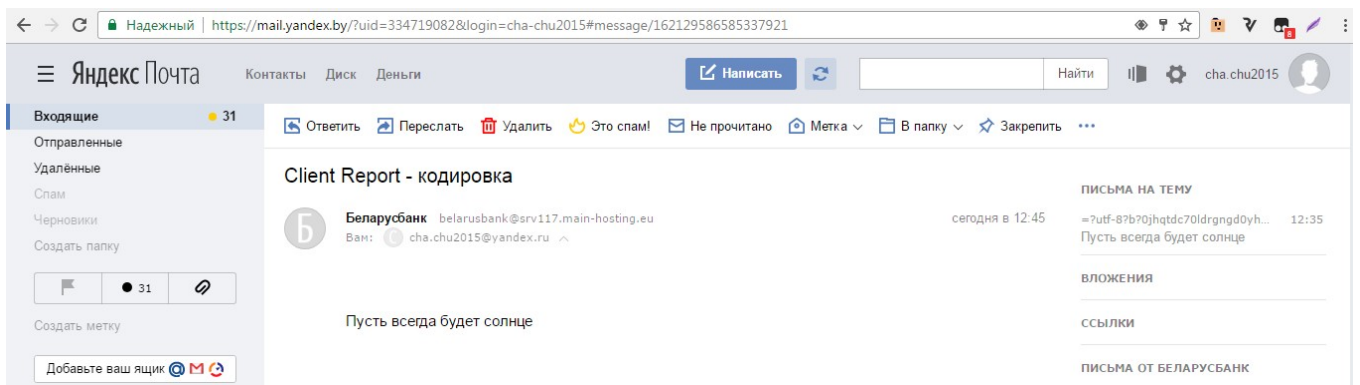 Надежный https://mail.yandex.by/?uid=334719082&login=cha-chu2015#message/162129586585337921
8
Яндекс Почта Контакты Диск Деньги Написать Найти cha.chu2015
Входящие 31
Отправленные
Удалённые
Спам
Черновики
Создать папку
31
Создать метку
Добавьте ваш ящик
Ответить Переслать Удалить Это спам! Не прочитано Метка В папку Закрепить
Client Report - кодировка
Б
Беларусбанк belarusbank@srv117.main-hosting.eu сегодня в 12:45
Вам: C cha.chu2015@yandex.ru
Пусть всегда будет солнце
ПИСЬМА НА ТЕМУ
=?utf-8?b?0jhqtdc70ldrgngd0yh... 12:35
Пусть всегда будет солнце
ВЛОЖЕНИЯ
ССЫЛКИ
ПИСЬМА ОТ БЕЛАРУСБАНК